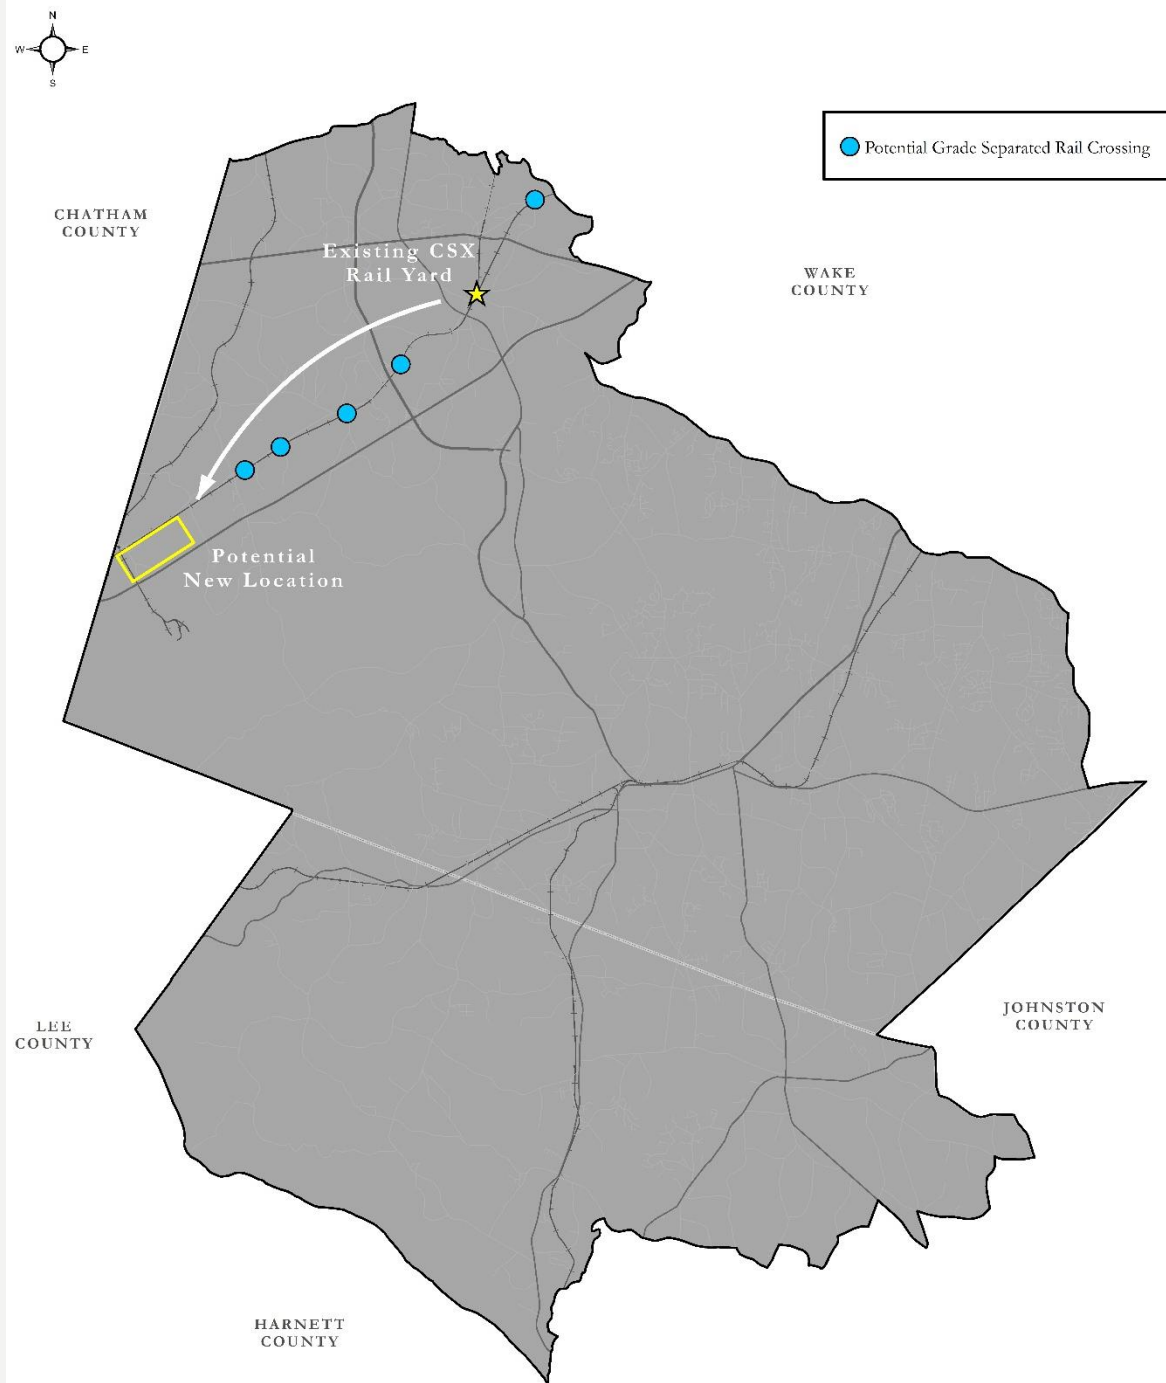 N
W E
S
Potential Grade Separated Rail Crossing
CHATHAM
COUNTY
Existing CSX
Rail Yard
WAKE
COUNTY
Potential
New Location
LEE
COUNTY
JOHNSTON
COUNTY
HARNETT
COUNTY